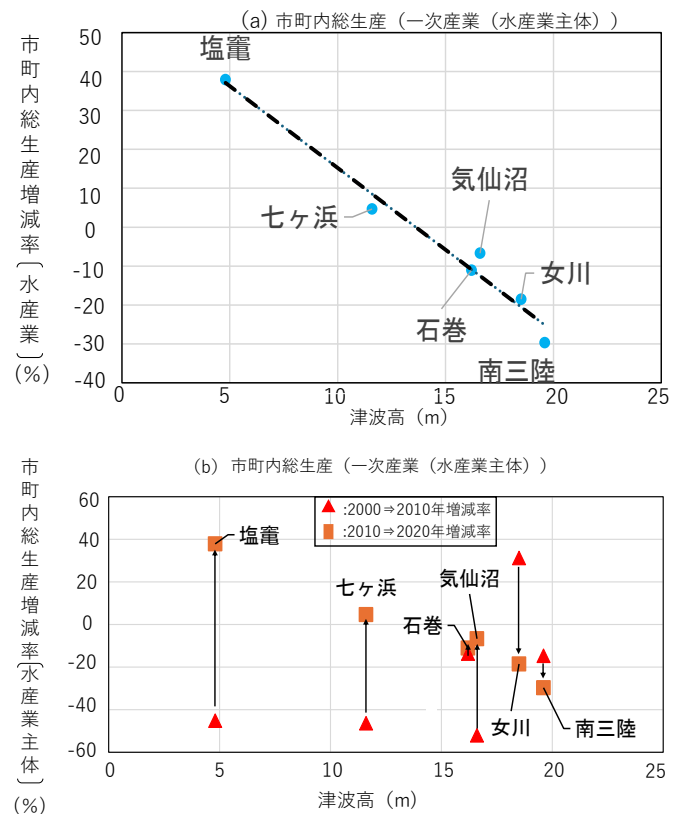 (a) 市町内総生産（一次産業（水産業主体））
市町内総生産増減率（水産業）(%)
50
40
30
20
10
0
-10
-20
-30
-40
塩竈
七ヶ浜
気仙沼
石巻
女川
南三陸
0 5 10 15 20 25
津波高（m）
(b) 市町内総生産（一次産業（水産業主体））
市町内総生産増減率（水産業主体）(%)
60
40
20
0
-20
-40
-60
:2000⇒2010年増減率
:2010⇒2020年増減率
塩竈
七ヶ浜
気仙沼
石巻
女川
南三陸
0 5 10 15 20 25
津波高（m）